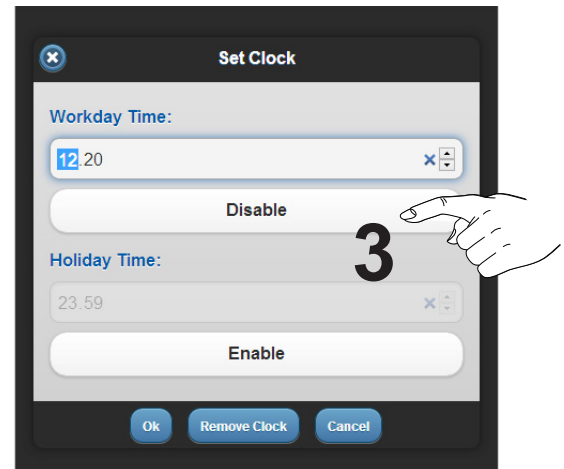 Set Clock
Workday Time:
12.20
Disable
3
Holiday Time:
23.59
Enable
Ok Remove Clock Cancel